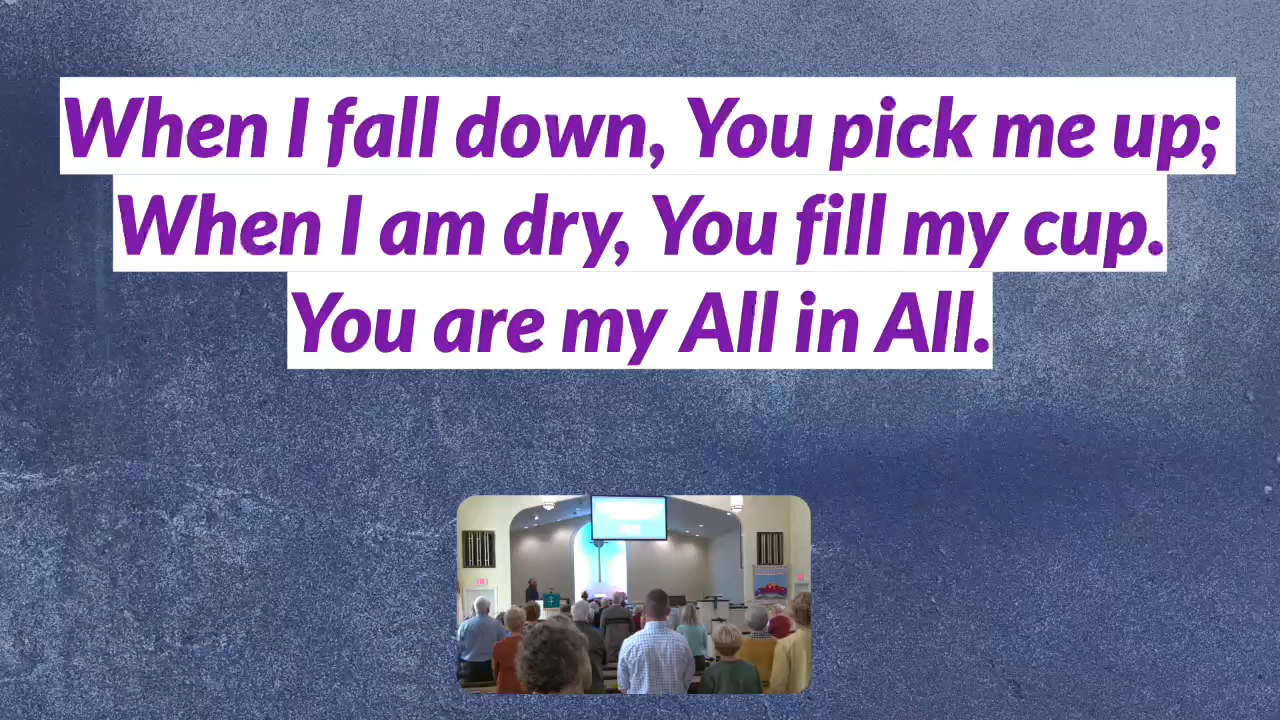 When I fall down, You pick me up;
When I am dry, You fill my cup.
You are my All in All.